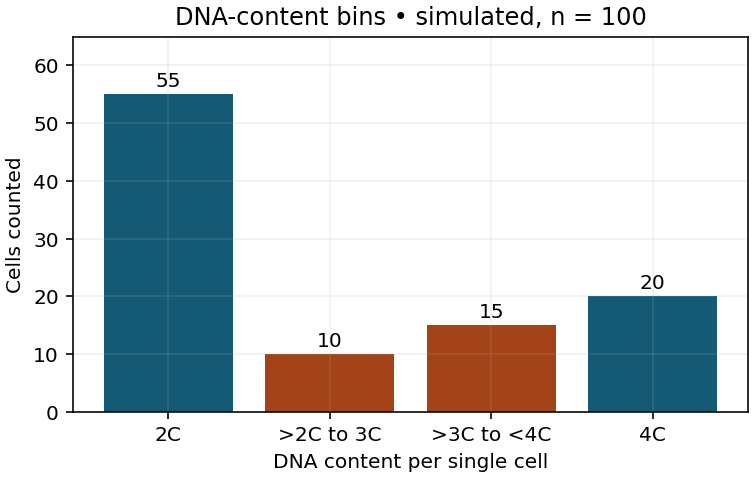 DNA-content bins • simulated, n = 100
Cells counted
60
50
40
30
20
10
0
55
10
15
20
2C
>2C to 3C
>3C to <4C
4C
DNA content per single cell